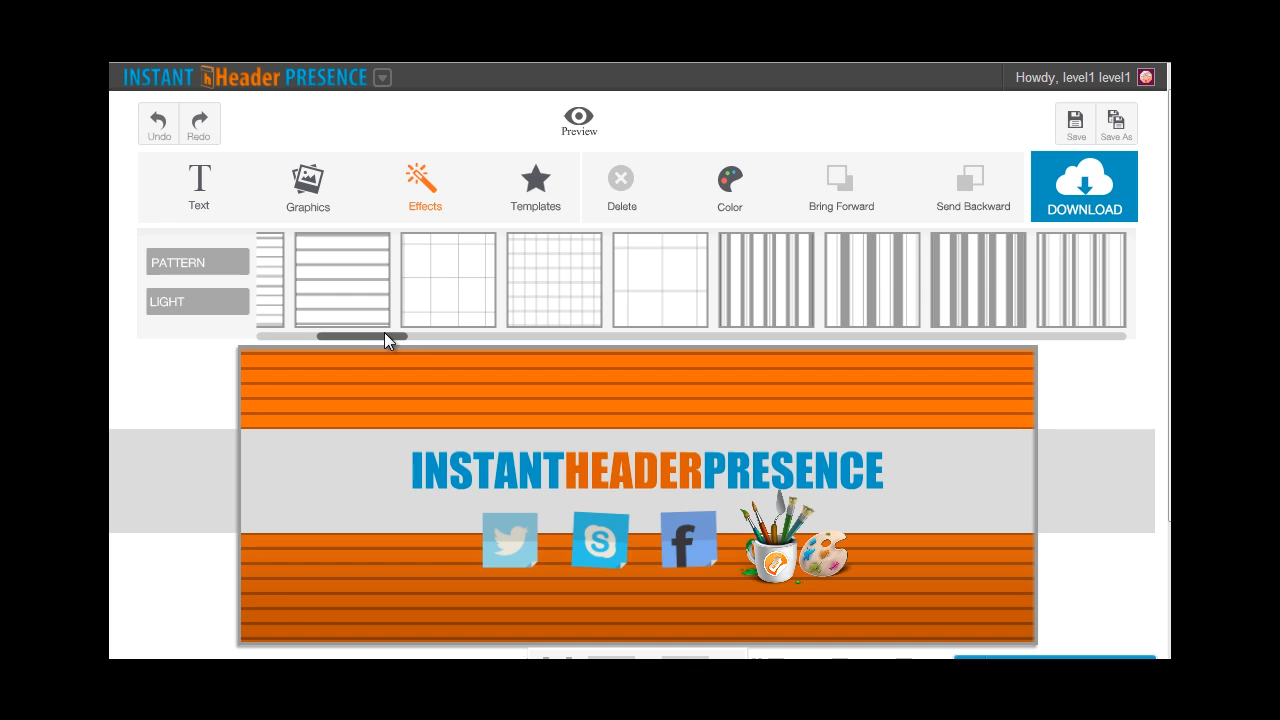 INSTANT Header PRESENCE
Howdy, level1 level1
Undo
Redo
Preview
Save
Save As
Text
Graphics
Effects
Templates
Delete
Color
Bring Forward
Send Backward
DOWNLOAD
PATTERN
LIGHT
INSTANTHEADERPRESENCE